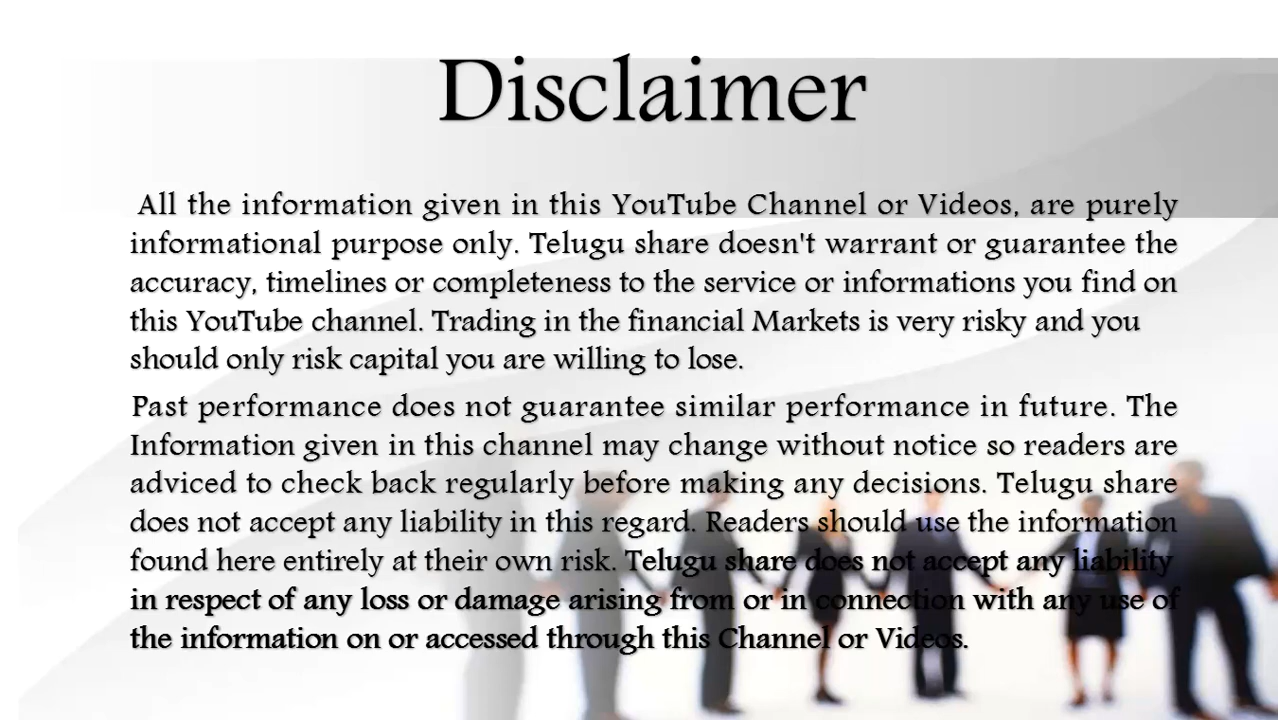 Disclaimer
All the information given in this YouTube Channel or Videos, are purely
informational purpose only. Telugu share doesn't warrant or guarantee the
accuracy, timelines or completeness to the service or informations you find on
this YouTube channel. Trading in the financial Markets is very risky and you
should only risk capital you are willing to lose.
Past performance does not guarantee similar performance in future. The
Information given in this channel may change without notice so readers are
adviced to check back regularly before making any decisions. Telugu share
does not accept any liability in this regard. Readers should use the information
found here entirely at their own risk. Telugu share does not accept any liability
in respect of any loss or damage arising from or in connection with any use of
the information on or accessed through this Channel or Videos.